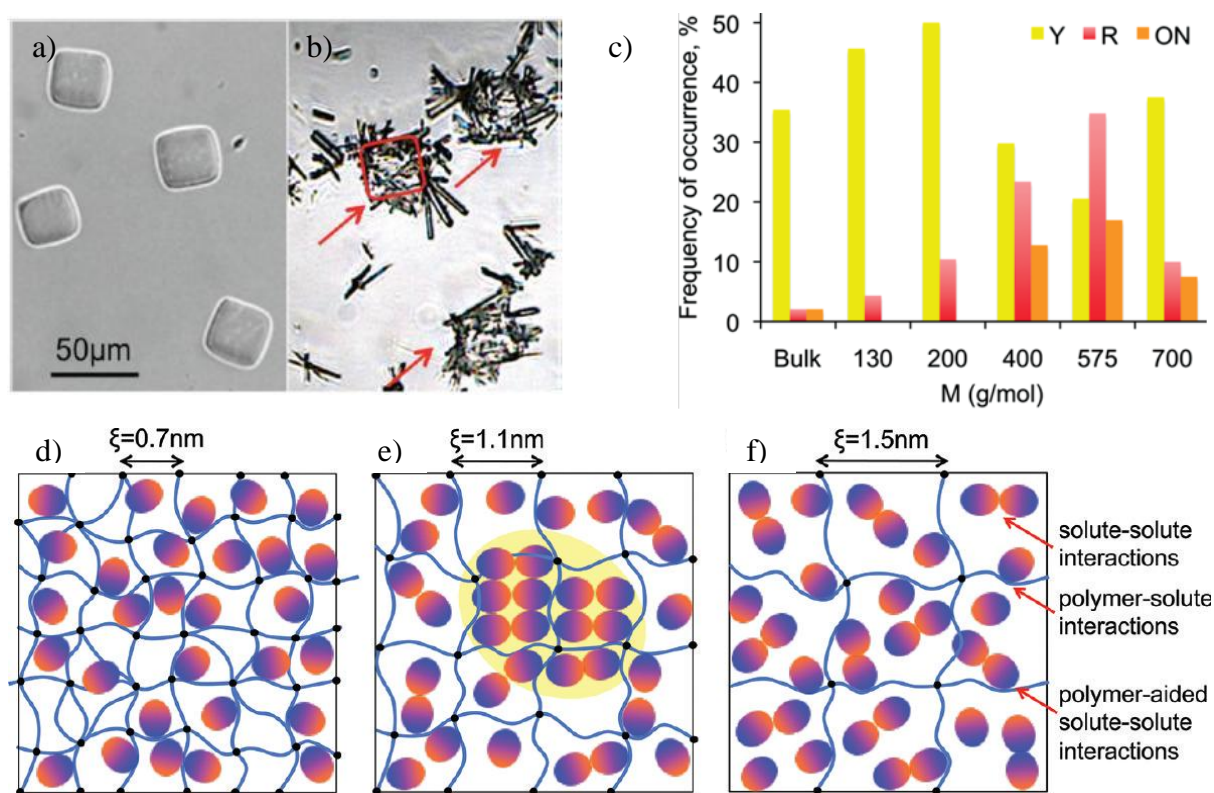 a)
b)
50µm
c)
Frequency of occurrence, %
50
40
30
20
10
0
Y R ON
Bulk 130 200 400 575 700
M (g/mol)
d)
ξ=0.7nm
e)
ξ=1.1nm
f)
ξ=1.5nm
solute-solute
interactions
polymer-solute
interactions
polymer-aided
solute-solute
interactions